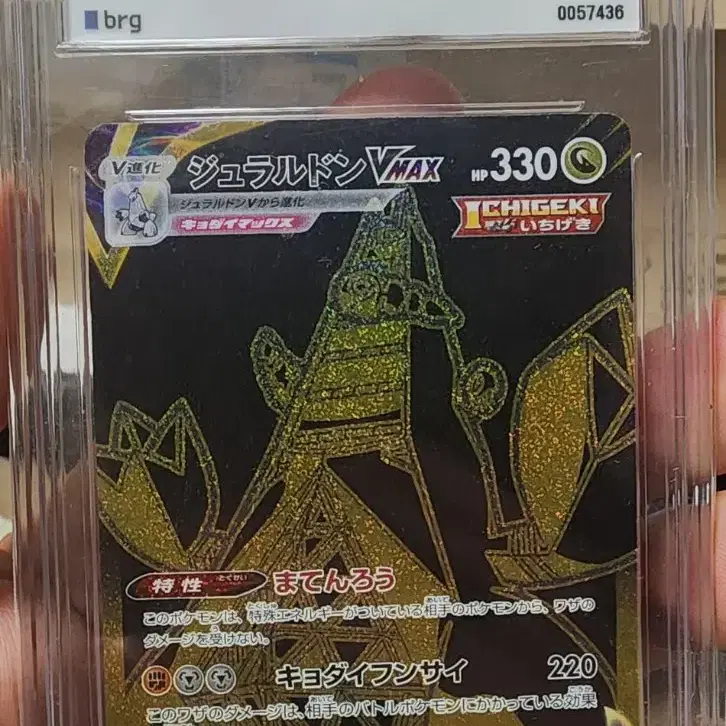 brg
0057436
V進化
ジュラルドンVMAX
HP330
ジュラルドンVから進化
キョダイマックス
ICHIGEKI
いちげき
特性 とくせい まてんろう
このポケモンは、特殊エネルギーがついている相手のポケモンから、ワザの
ダメージを受けない。
キョダイフンサイ 220
このワザのダメージは、相手のバトルポケモンにかかっている効果